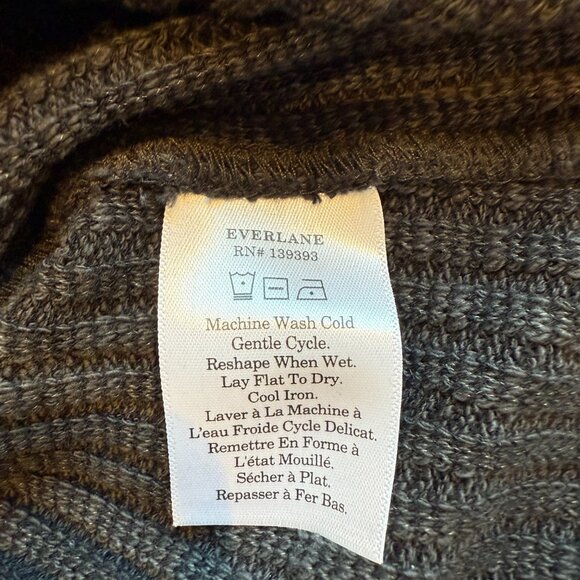 EVERLANE
RN# 139393
Machine Wash Cold
Gentle Cycle.
Reshape When Wet.
Lay Flat To Dry.
Cool Iron.
Laver à La Machine à
L'eau Froide Cycle Delicat.
Remettre En Forme à
L'état Mouillé.
Sécher à Plat.
Repasser à Fer Bas.